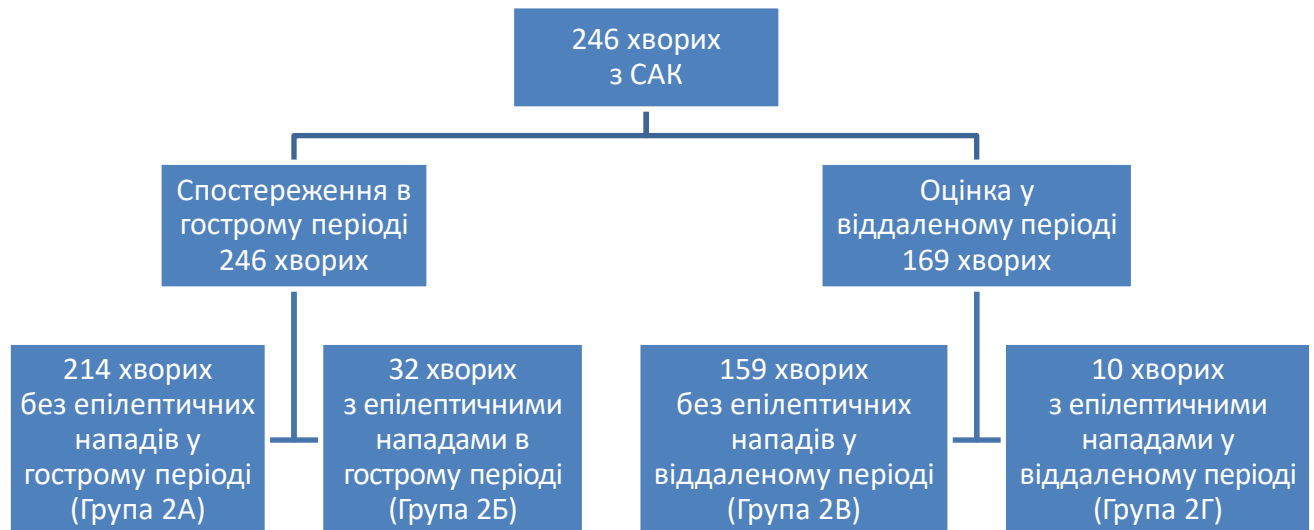 246 хворих
з САК
Спостереження в
гострому періоді
246 хворих
Оцінка у
віддаленому періоді
169 хворих
214 хворих
без епілептичних
нападів у
гострому періоді
(Група 2А)
32 хворих
з епілептичними
нападами в
гострому періоді
(Група 2Б)
159 хворих
без епілептичних
нападів у
віддаленому періоді
(Група 2В)
10 хворих
з епілептичними
нападами у
віддаленому періоді
(Група 2Г)